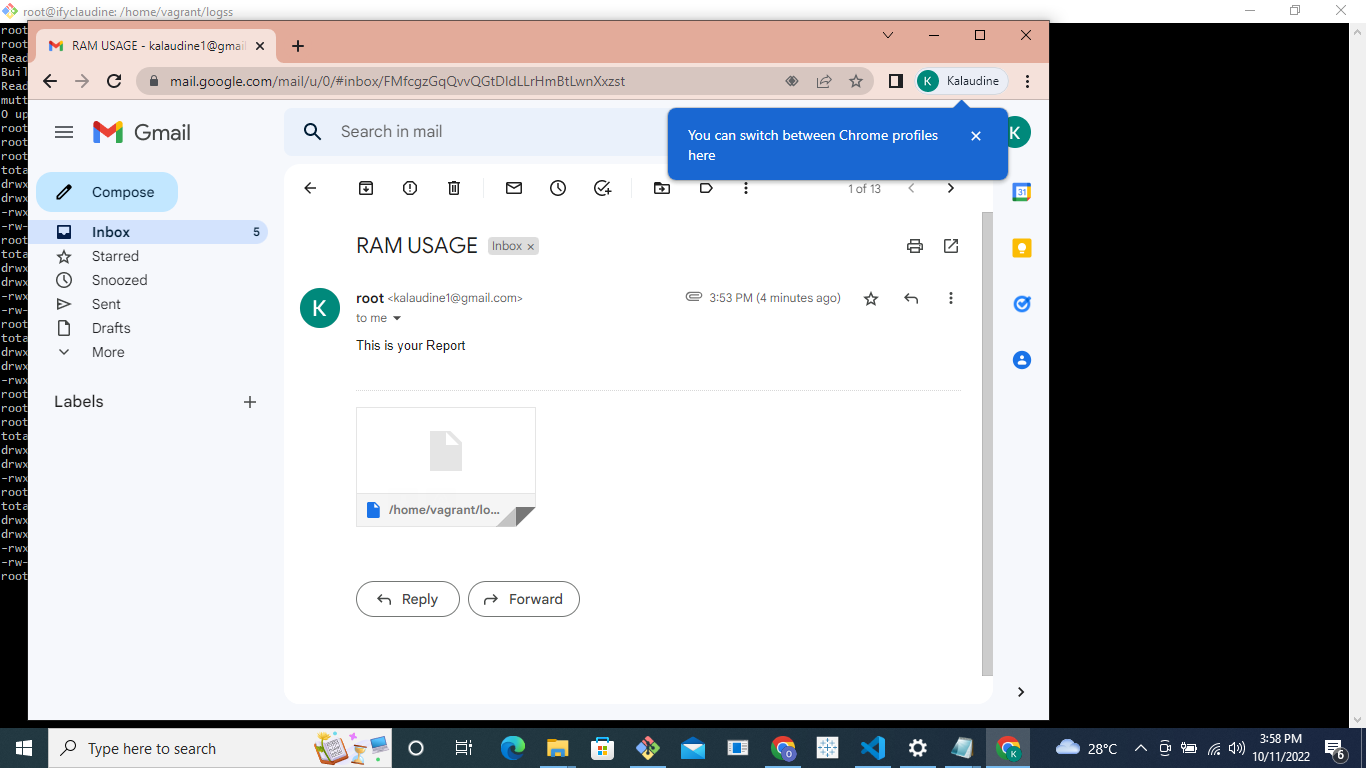 root@ifyclaudine: /home/vagrant/logss
RAM USAGE - kalaudine1@gmai
mail.google.com/mail/u/0/#inbox/FMfcgzGqQvvQGtDIdLLrHmBtLwnXxzst
K
Kalaudine
You can switch between Chrome profiles
here
Gmail
Search in mail
K
Compose
1 of 13
31
Inbox 5
Starred
Snoozed
Sent
Drafts
More
Labels
RAM USAGE
Inbox
K
root <kalaudine1@gmail.com>
3:53 PM (4 minutes ago)
to me
This is your Report
/home/vagrant/lo...
Reply
Forward
root
root
Read
Buil
Read
mutt
0 up
root
root
root
tota
drwx
drwx
-rwx
-rw-
root
tota
drwx
drwx
-rwx
-rw-
root
tota
drwx
drwx
-rwx
root
root
root
tota
drwx
drwx
-rwx
root
tota
drwx
drwx
-rwx
-rw-
root
Type here to search
O
K
28°C
3:58 PM
10/11/2022
6